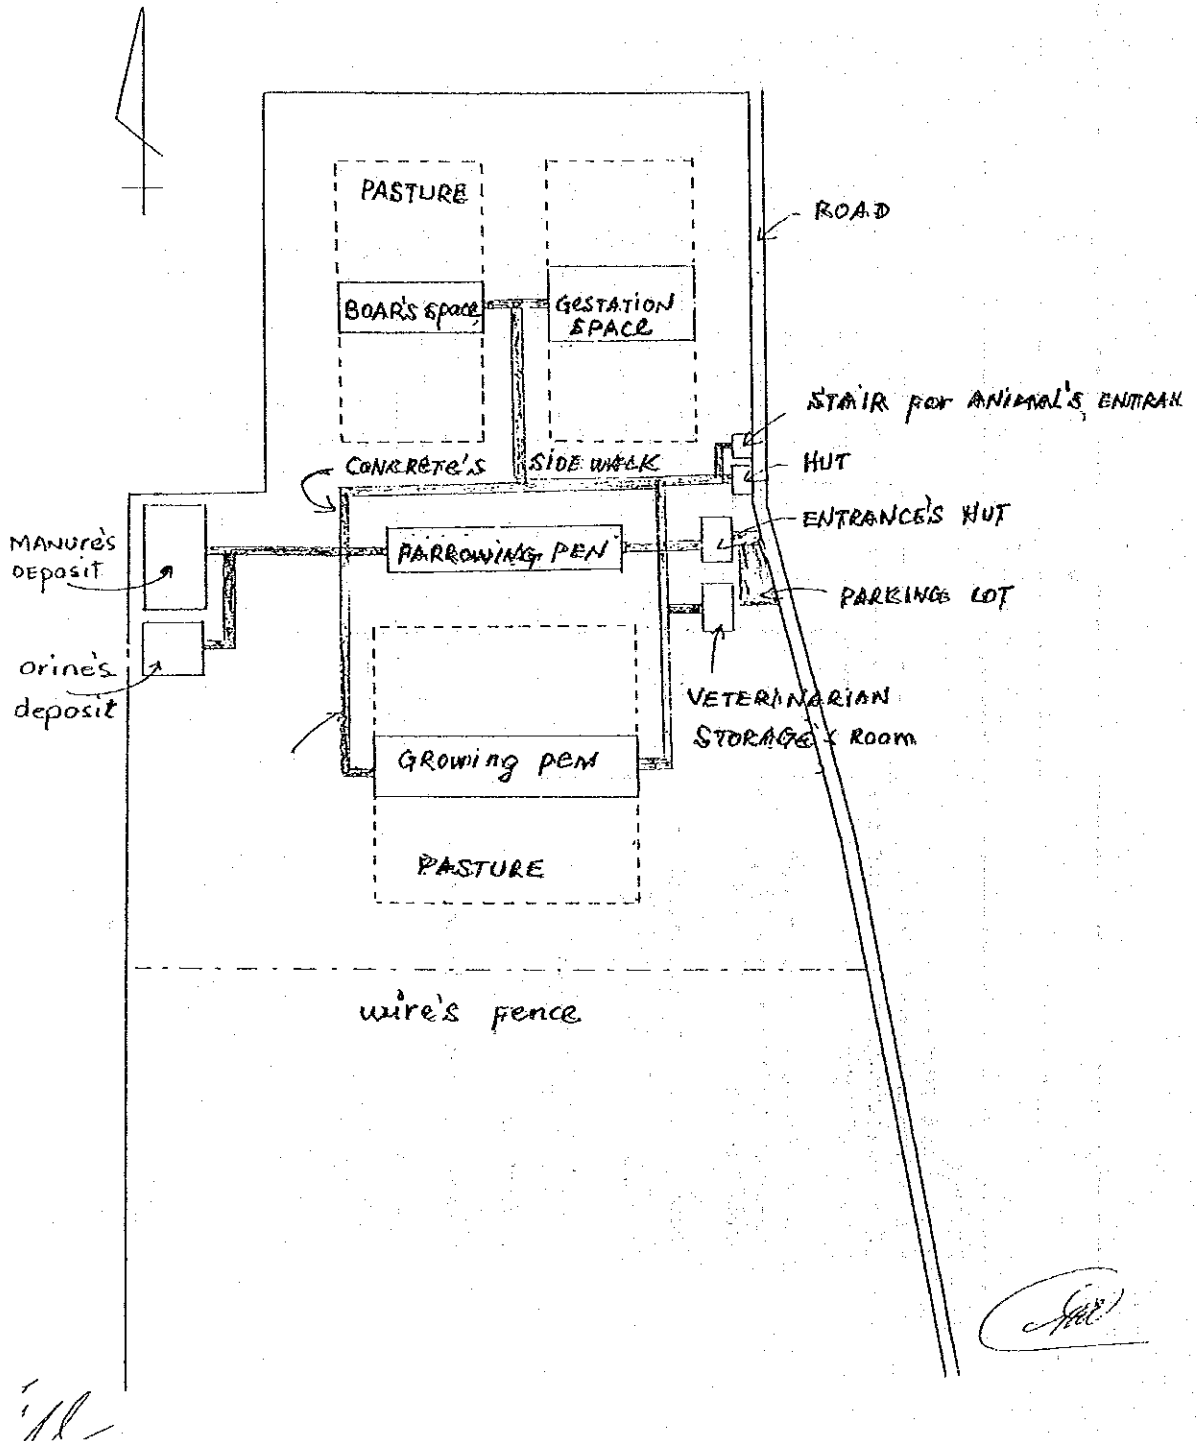 PASTURE
ROAD
BOAR'S space
GESTATION
SPACE
STAIR for ANIMAL'S ENTRAN
CONCRETE'S
SIDE WALK
HUT
ENTRANCE'S HUT
MANURE'S
DEPOSIT
FARROWING PEN
PARKING LOT
orine's
deposit
VETERINARIAN
STORAGE'S Room
GROWING PEN
PASTURE
wire's fence